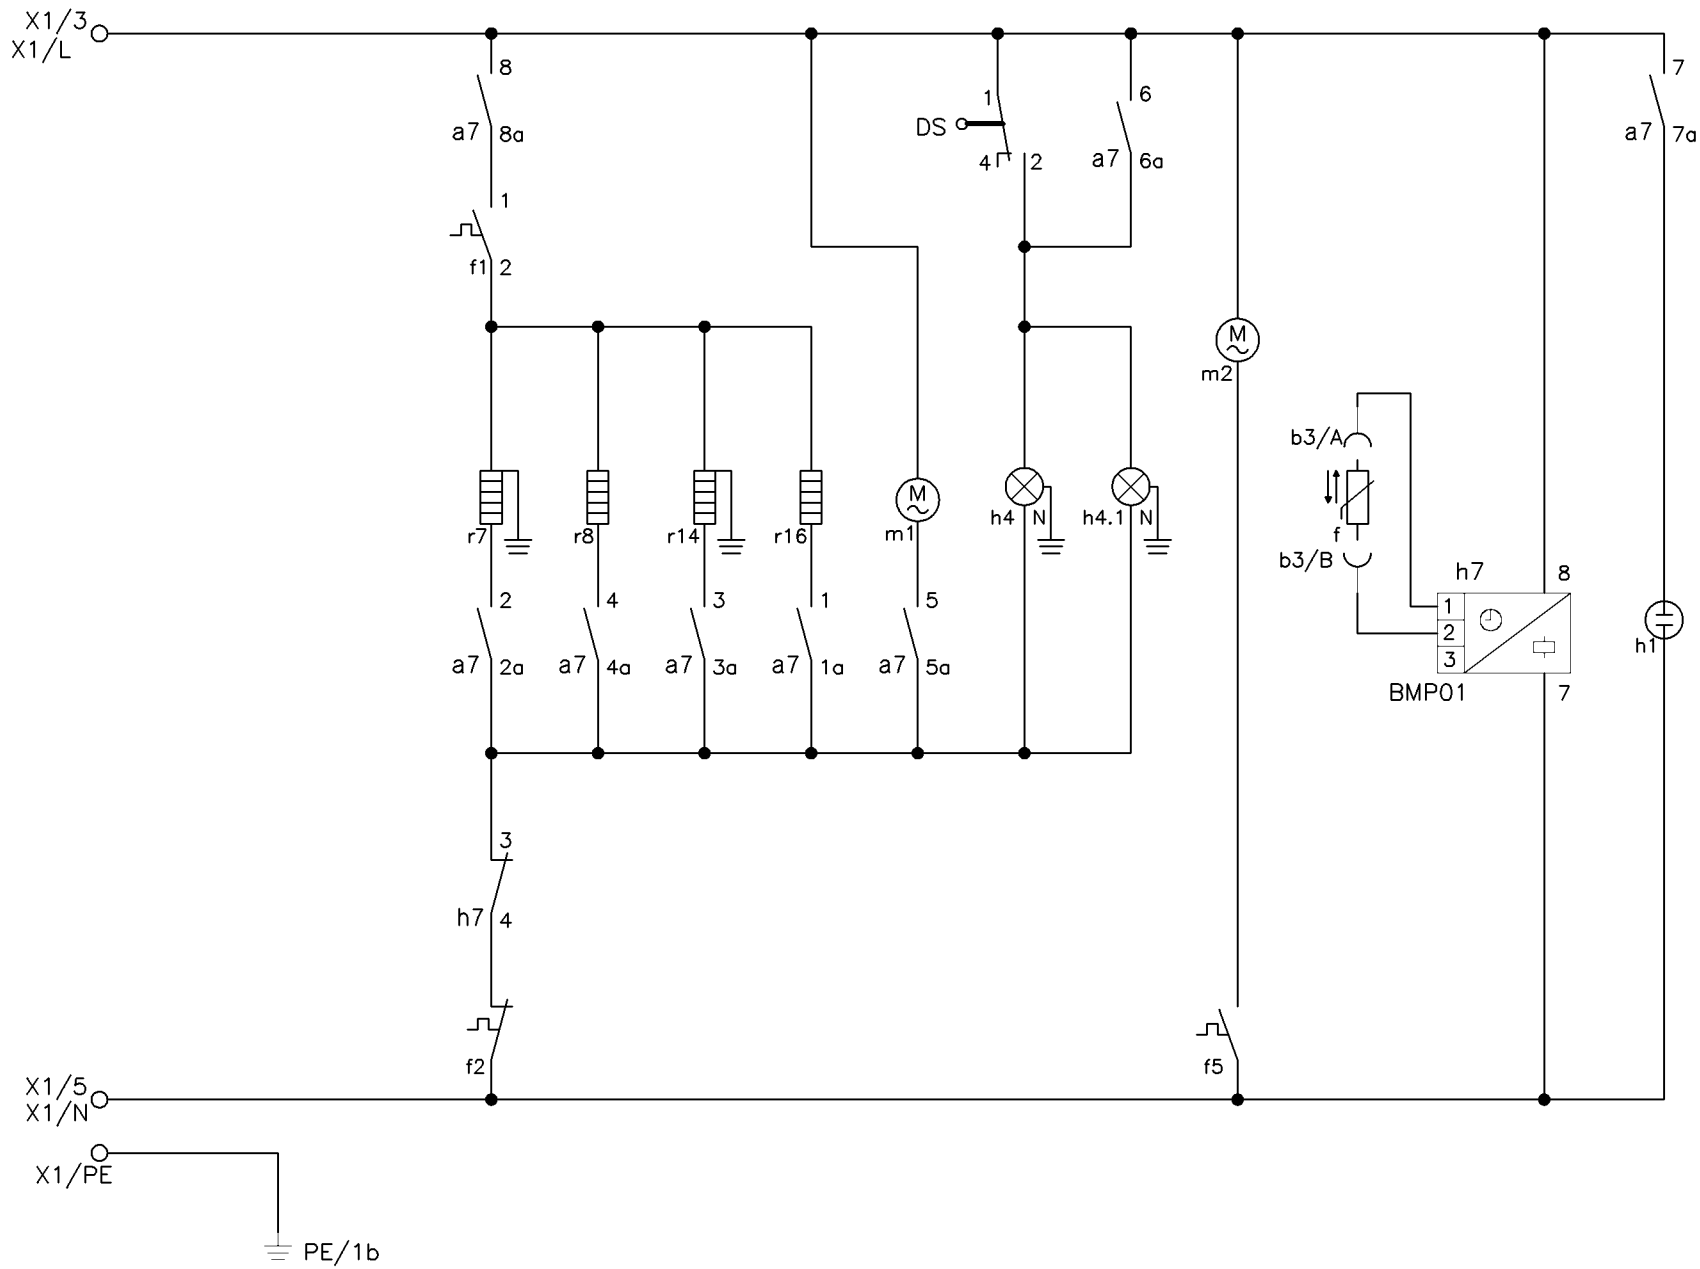 X1/3
X1/L
8
a7 8a
1
f1 2
1
DS
4 2
6
a7 6a
7
a7 7a
M
m2
b3/A
f
b3/B
r7
r8
r14
r16
M
m1
h4 N
h4.1 N
h7 8
1
2
3
BMP01 7
h1
2
a7 2a
4
a7 4a
3
a7 3a
1
a7 1a
5
a7 5a
3
h7 4
f2
f5
X1/5
X1/N
X1/PE
PE/1b